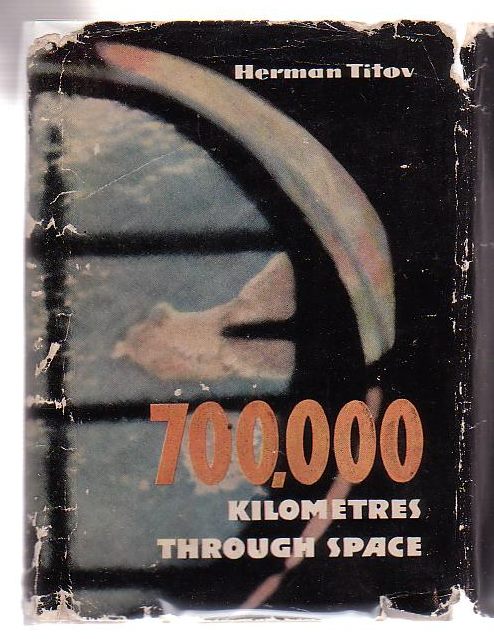 Herman Titov
700,000
KILOMETRES
THROUGH SPACE